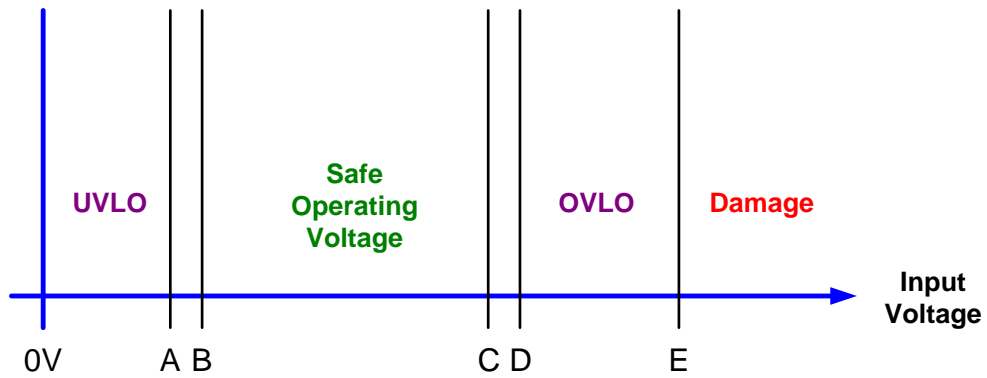 Safe
Operating
Voltage
UVLO
OVLO
Damage
Input
Voltage
0V
A
B
C
D
E